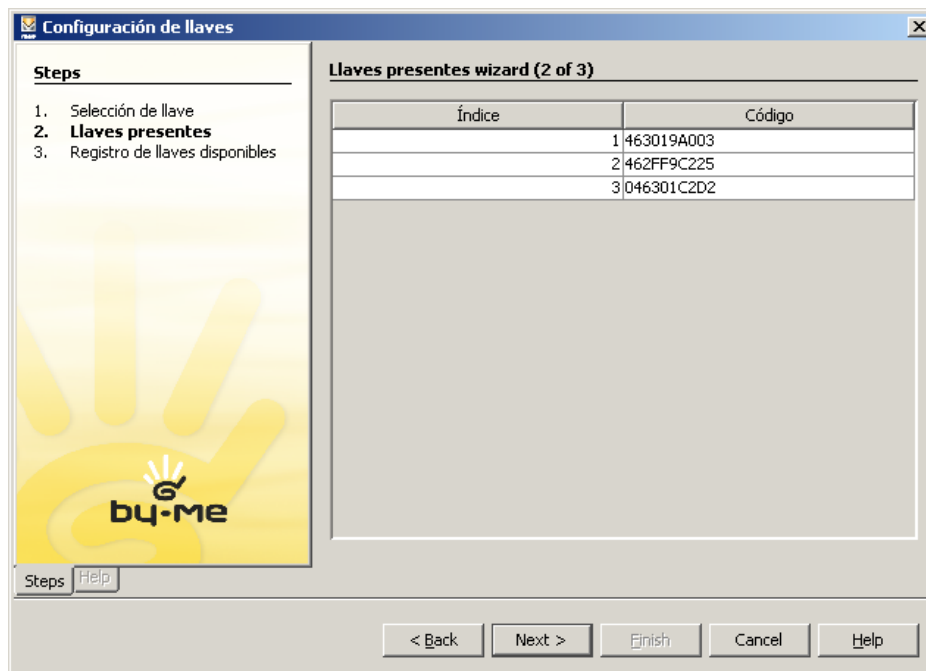 Configuración de llaves
Steps
1. Selección de llave
2. Llaves presentes
3. Registro de llaves disponibles
by-me
Steps Help
Llaves presentes wizard (2 of 3)
Índice Código
1 463019A003
2 462FF9C225
3 046301C2D2
< Back Next > Finish Cancel Help